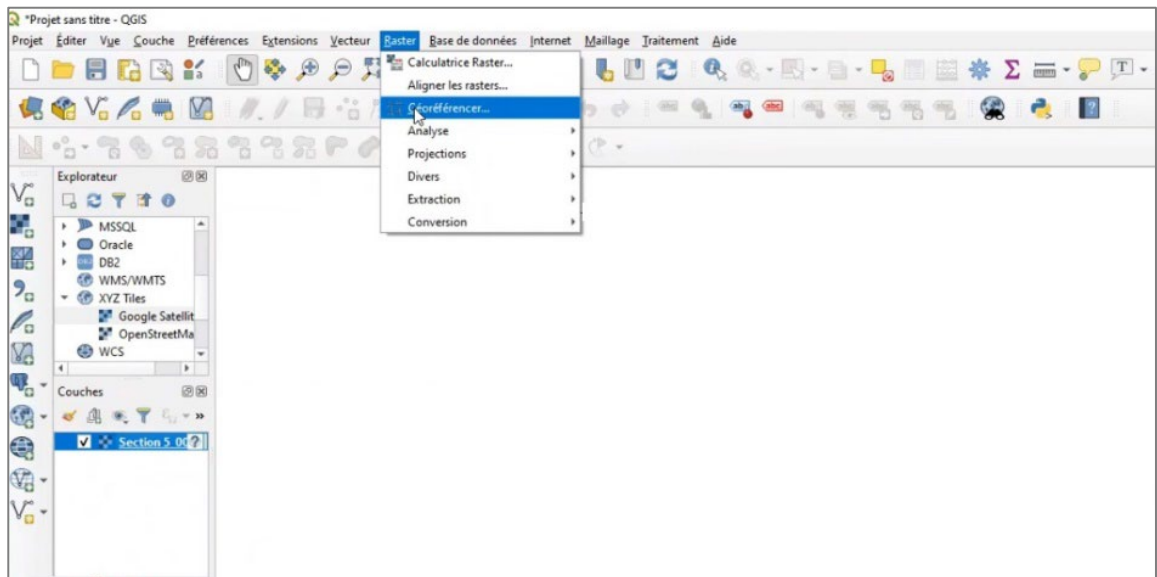 *Projet sans titre - QGIS
Projet Éditer Vue Couche Préférences Extensions Vecteur Raster Base de données Internet Maillage Traitement Aide
Calculatrice Raster...
Aligner les rasters...
Géoréférencer...
Analyse
Projections
Divers
Extraction
Conversion
Explorateur
MSSQL
Oracle
DB2
WMS/WMTS
XYZ Tiles
Google Satellit
OpenStreetMa
WCS
Couches
Section 5_00